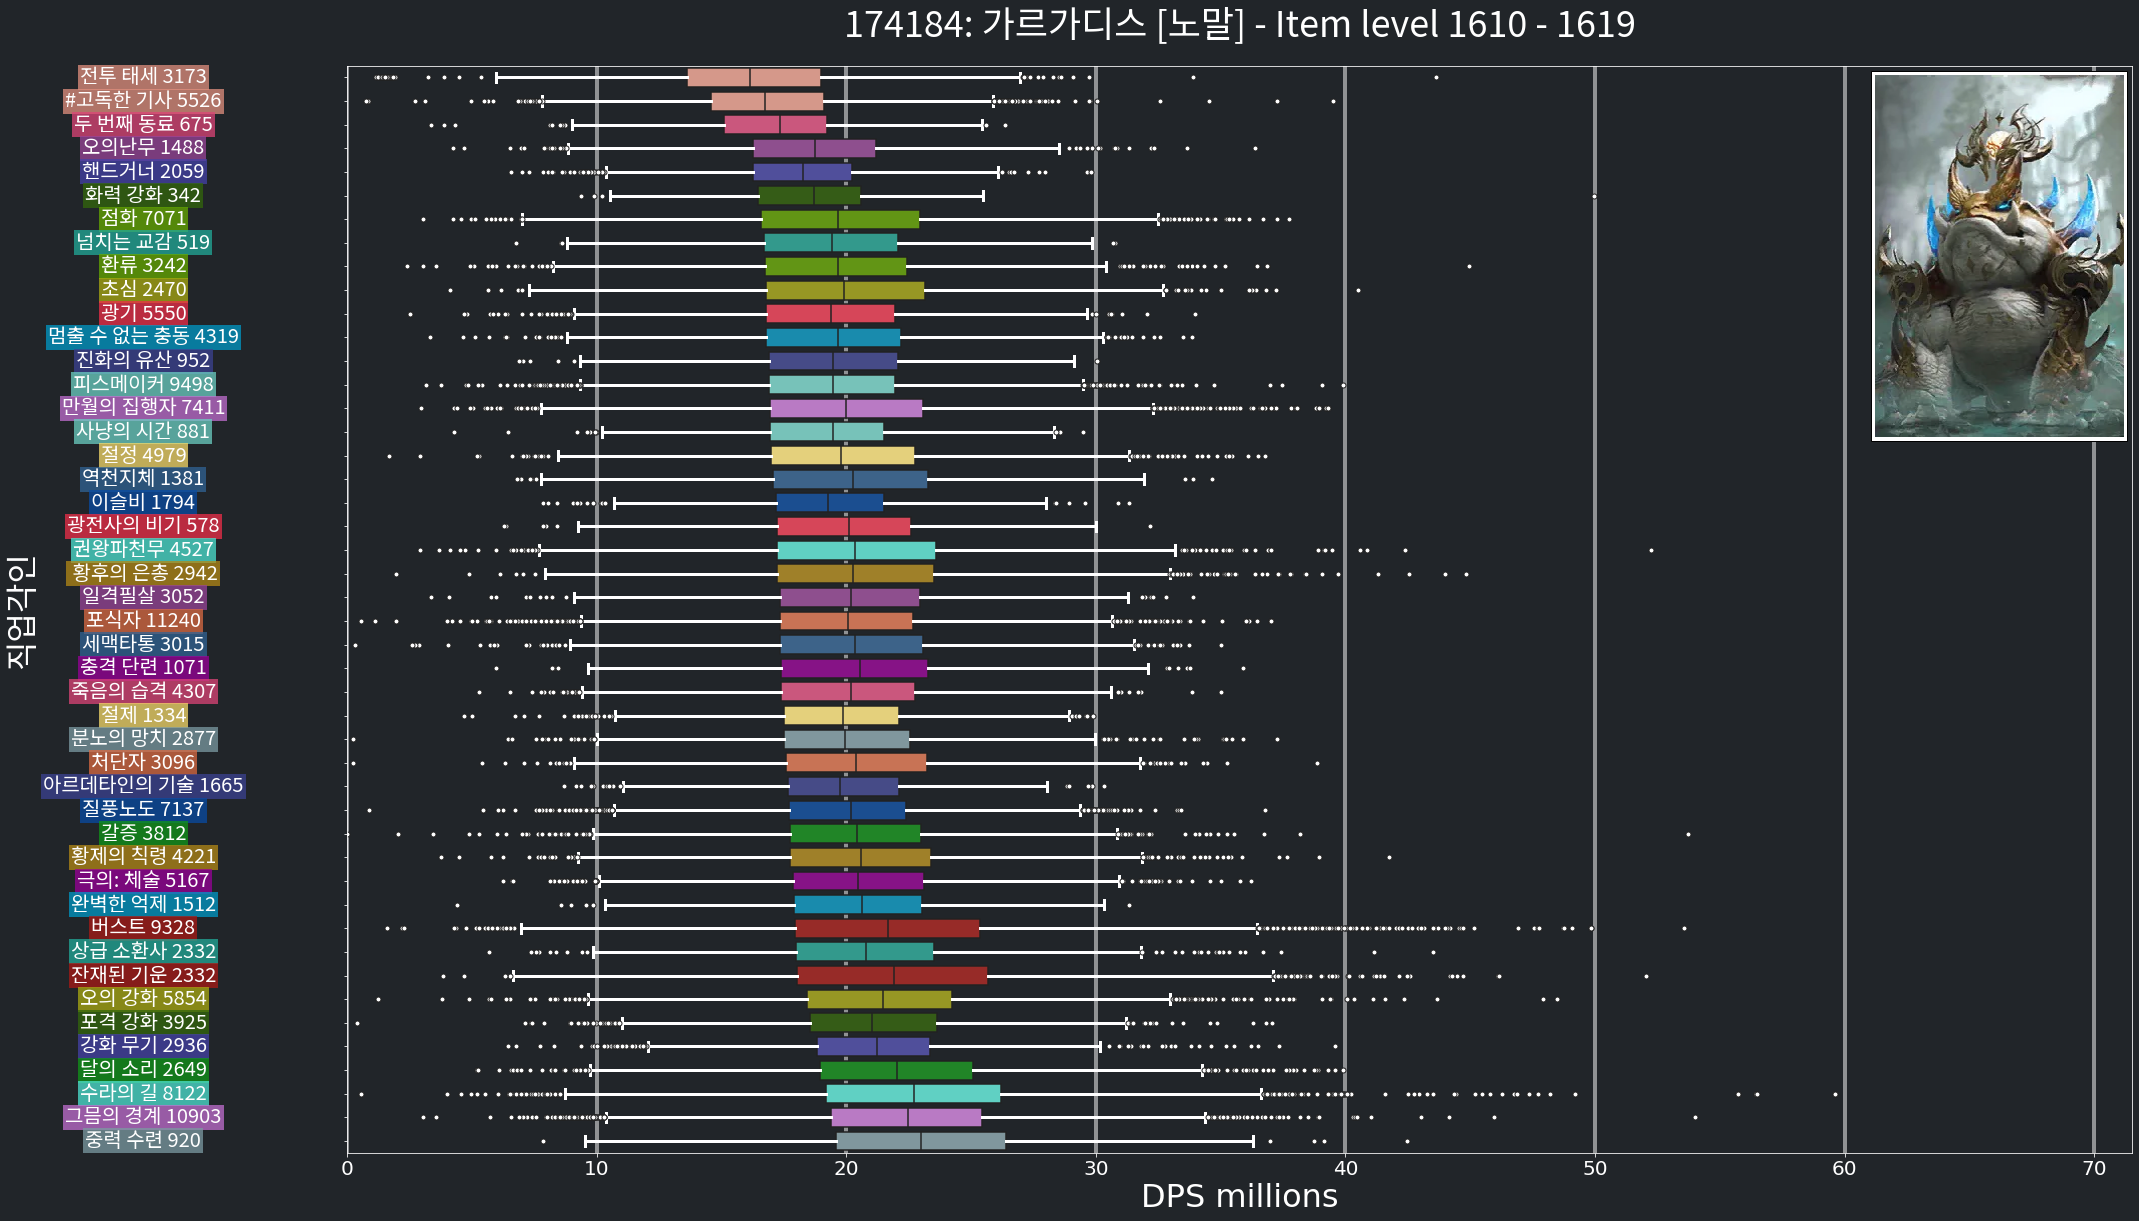 174184: 가르가디스 [노말] - Item level 1610 - 1619
전투 태세 3173
#고독한 기사 5526
두 번째 동료 675
오의난무 1488
핸드거너 2059
화력 강화 342
점화 7071
넘치는 교감 519
환류 3242
초심 2470
광기 5550
멈출 수 없는 충동 4319
진화의 유산 952
피스메이커 9498
만월의 집행자 7411
사냥의 시간 881
절정 4979
역천지체 1381
이슬비 1794
광전사의 비기 578
권왕파천무 4527
황후의 은총 2942
일격필살 3052
포식자 11240
세맥타통 3015
충격 단련 1071
죽음의 습격 4307
절제 1334
분노의 망치 2877
처단자 3096
아르데타인의 기술 1665
질풍노도 7137
갈증 3812
황제의 칙령 4221
극의: 체술 5167
완벽한 억제 1512
버스트 9328
상급 소환사 2332
잔재된 기운 2332
오의 강화 5854
포격 강화 3925
강화 무기 2936
달의 소리 2649
수라의 길 8122
그믐의 경계 10903
중력 수련 920
직업각인
0 10 20 30 40 50 60 70
DPS millions